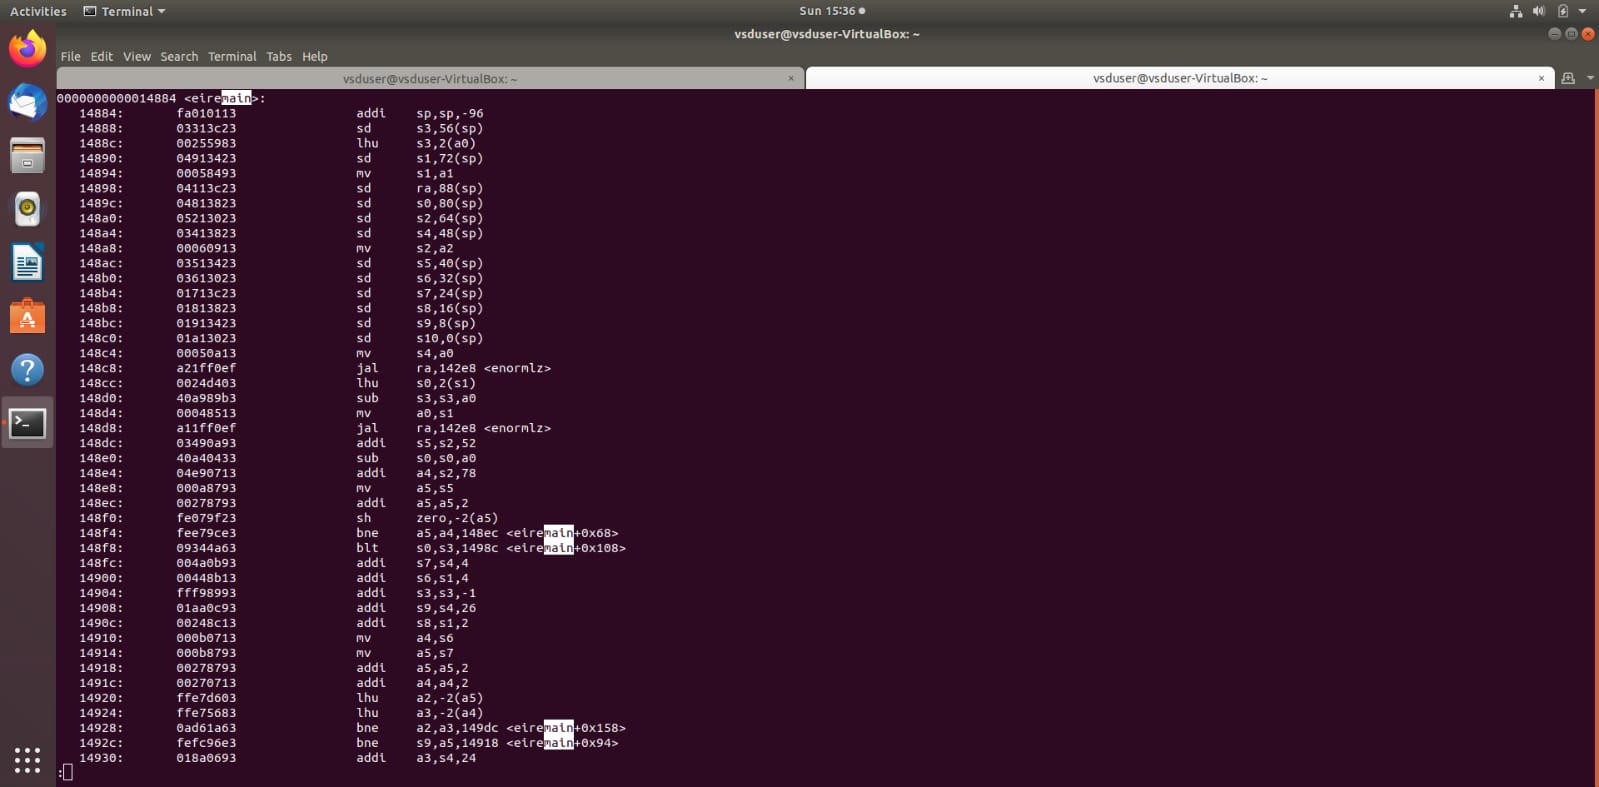 Activities Terminal Sun 15:36
vsduser@vsduser-VirtualBox: ~
File Edit View Search Terminal Tabs Help
vsduser@vsduser-VirtualBox: ~ × vsduser@vsduser-VirtualBox: ~ ×
0000000000014884 <eiremain>:
14884: fa010113 addi sp,sp,-96
14888: 03313c23 sd s3,56(sp)
1488c: 00255983 lhu s3,2(a0)
14890: 04913423 sd s1,72(sp)
14894: 00058493 mv s1,a1
14898: 04113c23 sd ra,88(sp)
1489c: 04813823 sd s0,80(sp)
148a0: 05213023 sd s2,64(sp)
148a4: 03413823 sd s4,48(sp)
148a8: 00060913 mv s2,a2
148ac: 03513423 sd s5,40(sp)
148b0: 03613023 sd s6,32(sp)
148b4: 01713c23 sd s7,24(sp)
148b8: 01813823 sd s8,16(sp)
148bc: 01913423 sd s9,8(sp)
148c0: 01a13023 sd s10,0(sp)
148c4: 00050a13 mv s4,a0
148c8: a21ff0ef jal ra,142e8 <enormlz>
148cc: 0024d403 lhu s0,2(s1)
148d0: 40a989b3 sub s3,s3,a0
148d4: 00048513 mv a0,s1
148d8: a11ff0ef jal ra,142e8 <enormlz>
148dc: 03490a93 addi s5,s2,52
148e0: 40a40433 sub s0,s0,a0
148e4: 04e90713 addi a4,s2,78
148e8: 000a8793 mv a5,s5
148ec: 00278793 addi a5,a5,2
148f0: fe079f23 sh zero,-2(a5)
148f4: fee79ce3 bne a5,a4,148ec <eiremain+0x68>
148f8: 09344a63 blt s0,s3,1498c <eiremain+0x108>
148fc: 004a0b93 addi s7,s4,4
14900: 00448b13 addi s6,s1,4
14904: fff98993 addi s3,s3,-1
14908: 01aa0c93 addi s9,s4,26
1490c: 00248c13 addi s8,s1,2
14910: 000b0713 mv a4,s6
14914: 000b8793 mv a5,s7
14918: 00278793 addi a5,a5,2
1491c: 00270713 addi a4,a4,2
14920: ffe7d603 lhu a2,-2(a5)
14924: ffe75683 lhu a3,-2(a4)
14928: 0ad61a63 bne a2,a3,149dc <eiremain+0x158>
1492c: fefc96e3 bne s9,a5,14918 <eiremain+0x94>
14930: 018a0693 addi a3,s4,24
: